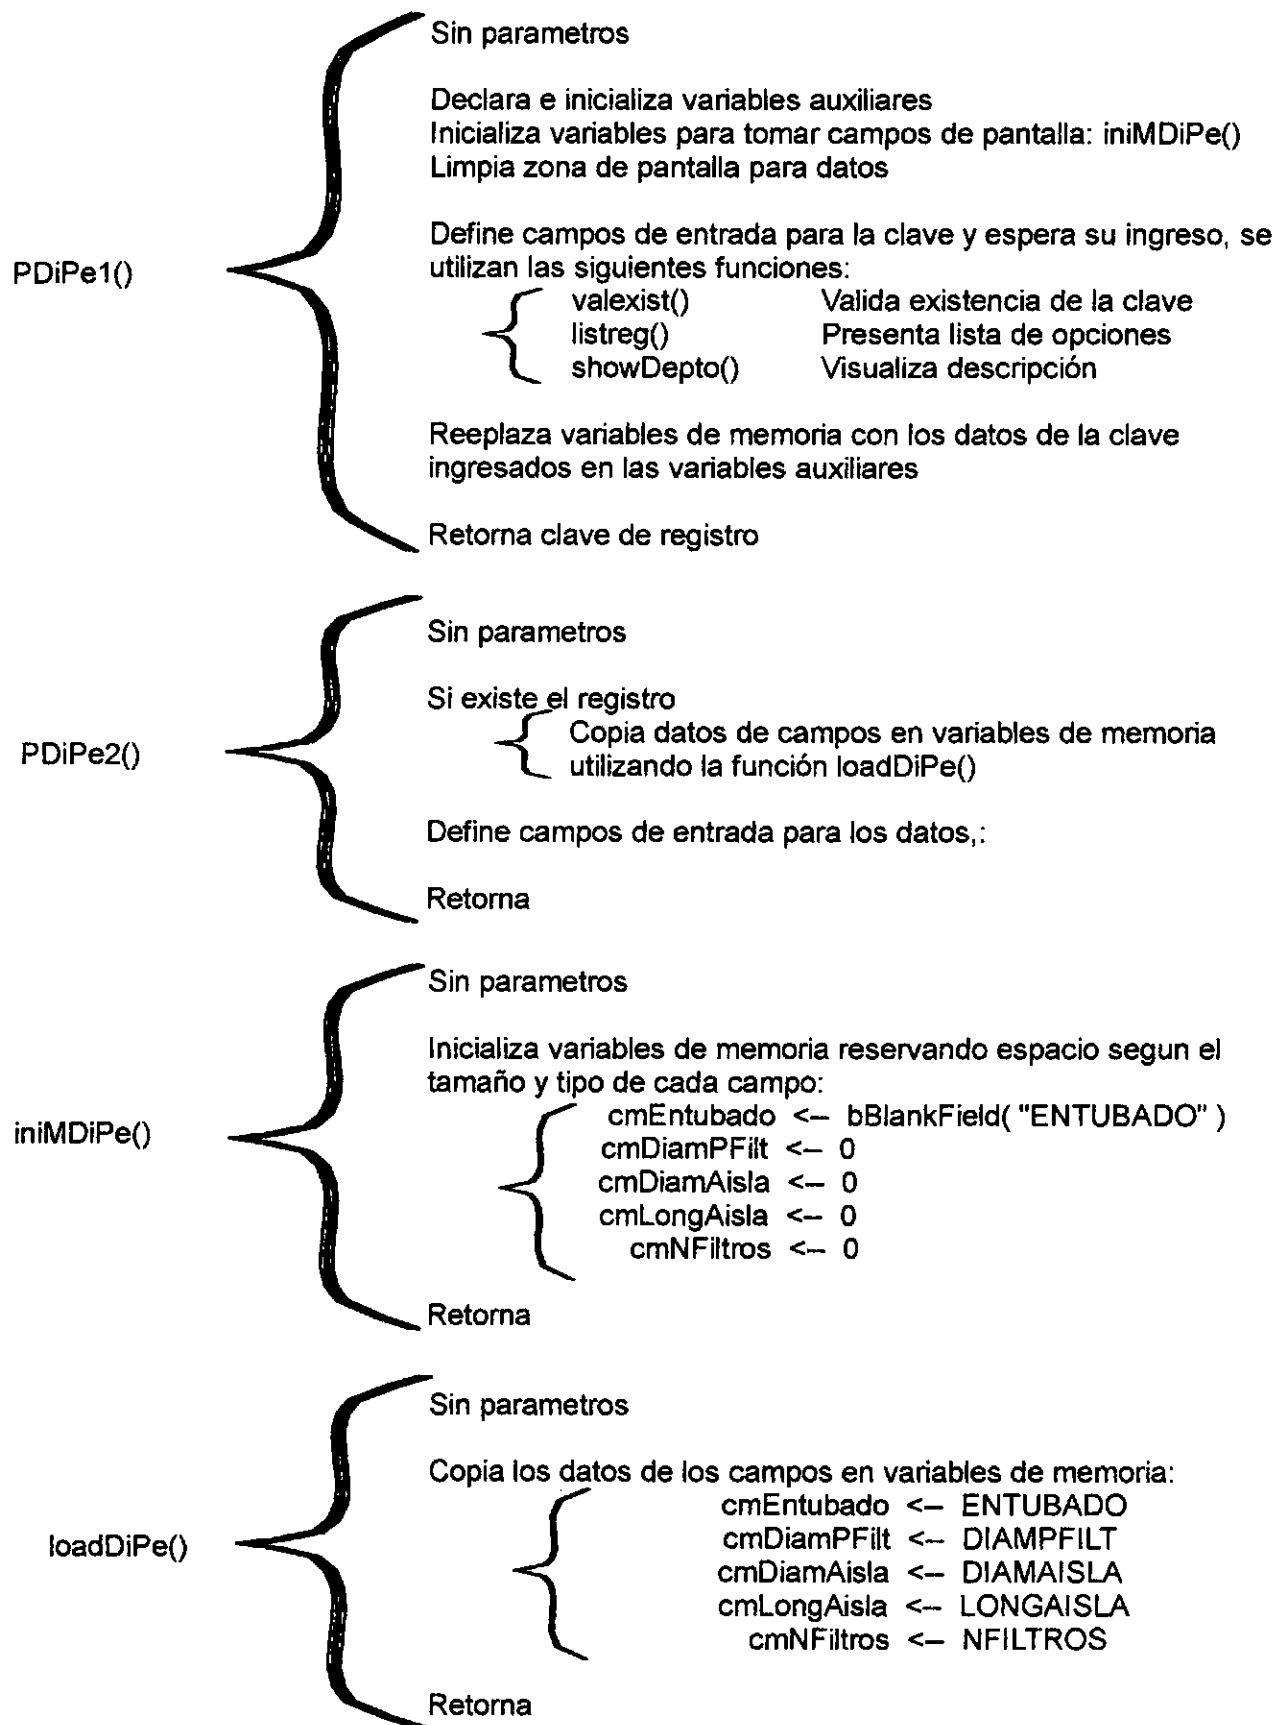 Sin parametros
Declara e inicializa variables auxiliares
Inicializa variables para tomar campos de pantalla: iniMDiPe()
Limpia zona de pantalla para datos
Define campos de entrada para la clave y espera su ingreso, se
PDiPe1()
utilizan las siguientes funciones:
valexist() Valida existencia de la clave
listreg() Presenta lista de opciones
showDepto() Visualiza descripción
Reeplaza variables de memoria con los datos de la clave
ingresados en las variables auxiliares
Retorna clave de registro
Sin parametros
Si existe el registro
PDiPe2()
Copia datos de campos en variables de memoria
utilizando la función loadDiPe()
Define campos de entrada para los datos,:
Retorna
Sin parametros
Inicializa variables de memoria reservando espacio segun el
tamaño y tipo de cada campo:
iniMDiPe()
cmEntubado <– bBlankField( "ENTUBADO" )
cmDiamPFilt <– 0
cmDiamAisla <– 0
cmLongAisla <– 0
cmNFiltros <– 0
Retorna
Sin parametros
Copia los datos de los campos en variables de memoria:
loadDiPe()
cmEntubado <– ENTUBADO
cmDiamPFilt <– DIAMPFILT
cmDiamAisla <– DIAMAISLA
cmLongAisla <– LONGAISLA
cmNFiltros <– NFILTROS
Retorna